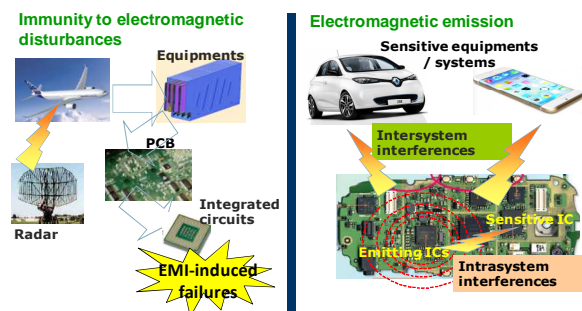 Immunity to electromagnetic
disturbances
Equipments
PCB
Integrated
circuits
Radar
EMI-induced
failures
Electromagnetic emission
Sensitive equipments
/ systems
Intersystem
interferences
Sensitive IC
Emitting ICs
Intrasystem
interferences